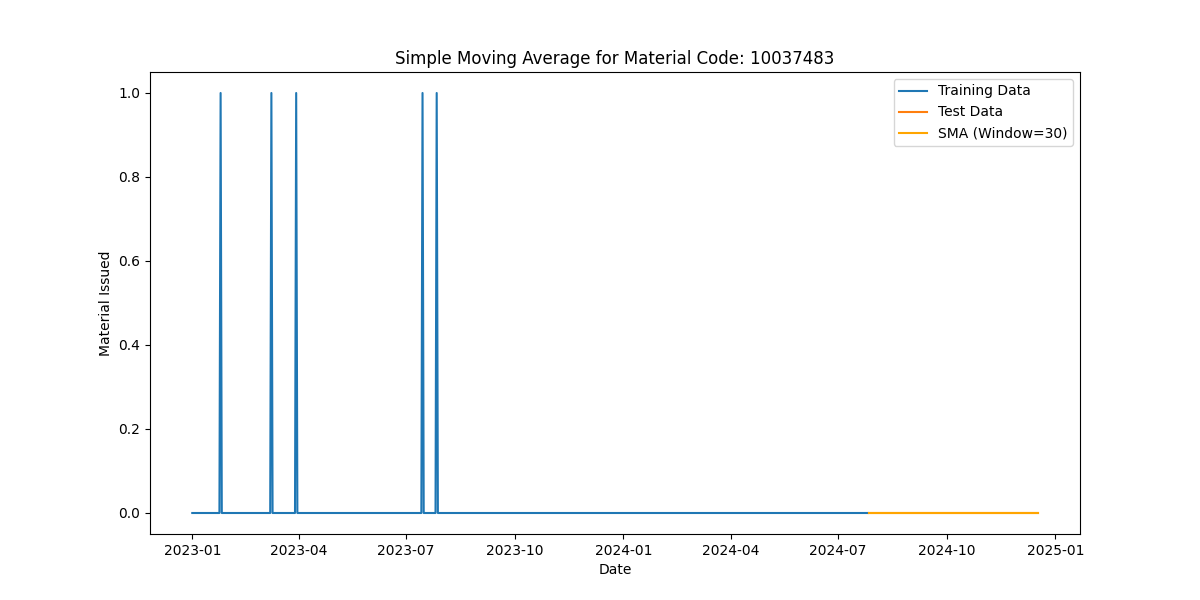 Simple Moving Average for Material Code: 10037483
Training Data
Test Data
SMA (Window=30)
Material Issued
1.0
0.8
0.6
0.4
0.2
0.0
2023-01 2023-04 2023-07 2023-10 2024-01 2024-04 2024-07 2024-10 2025-01
Date